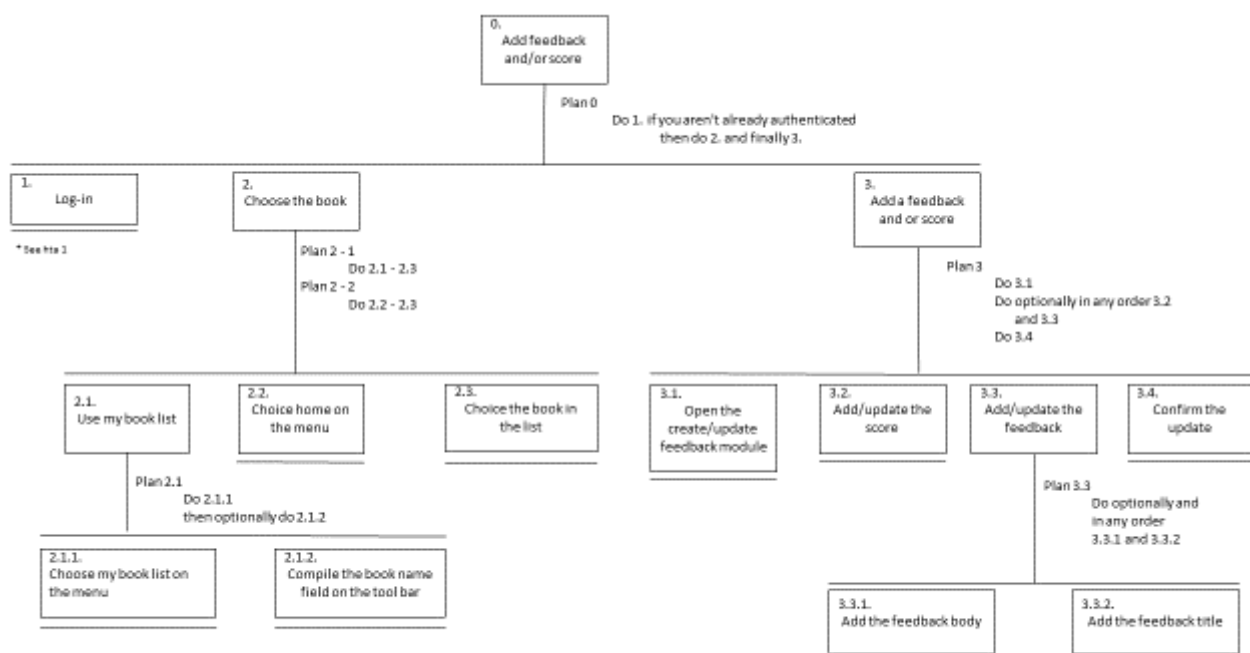 0.
Add feedback
and/or score
Plan 0
Do 1. if you aren't already authenticated
then do 2. and finally 3.
1.
Log-in
* See hta 1
2.
Choose the book
3.
Add a feedback
and or score
Plan 2 - 1
Do 2.1 - 2.3
Plan 2 - 2
Do 2.2 - 2.3
Plan 3
Do 3.1
Do optionally in any order 3.2
and 3.3
Do 3.4
2.1.
Use my book list
2.2.
Choice home on
the menu
2.3.
Choice the book in
the list
3.1.
Open the
create/update
feedback module
3.2.
Add/update the
score
3.3.
Add/update the
feedback
3.4.
Confirm the
update
Plan 2.1
Do 2.1.1
then optionally do 2.1.2
Plan 3.3
Do optionally and
in any order
3.3.1 and 3.3.2
2.1.1.
Choose my book list on
the menu
2.1.2.
Compile the book name
field on the tool bar
3.3.1.
Add the feedback body
3.3.2.
Add the feedback title